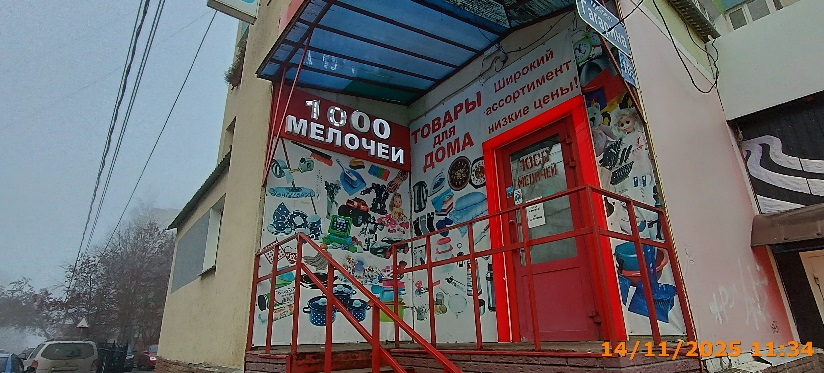 1000
МЕЛОЧЕЙ
ТОВАРЫ
ДЛЯ
ДОМА
Широкий
ассортимент
низкие цены!
1000
МЕЛОЧЕЙ
14/11/2025 11:34